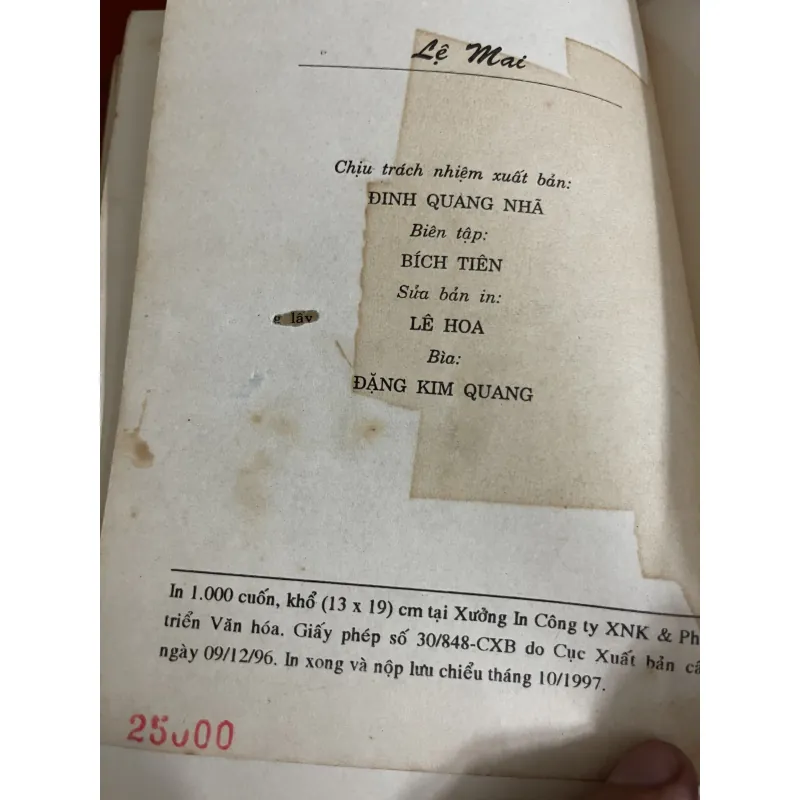 Lệ Mai
Chịu trách nhiệm xuất bản:
ĐINH QUANG NHÃ
Biên tập:
BÍCH TIÊN
Sửa bản in:
g lấy
LÊ HOA
Bìa:
ĐẶNG KIM QUANG
In 1.000 cuốn, khổ (13 x 19) cm tại Xưởng In Công ty XNK & Ph
triển Văn hóa. Giấy phép số 30/848-CXB do Cục Xuất bản cấ
ngày 09/12/96. In xong và nộp lưu chiểu tháng 10/1997.
25000